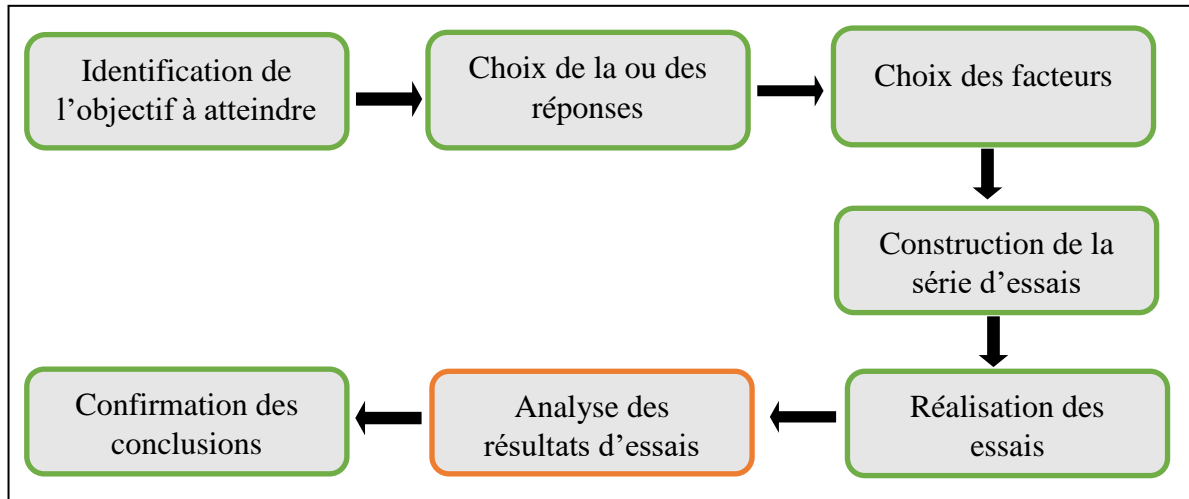 Identification de
l’objectif à atteindre
Choix de la ou des
réponses
Choix des facteurs
Construction de la
série d’essais
Réalisation des
essais
Analyse des
résultats d’essais
Confirmation des
conclusions